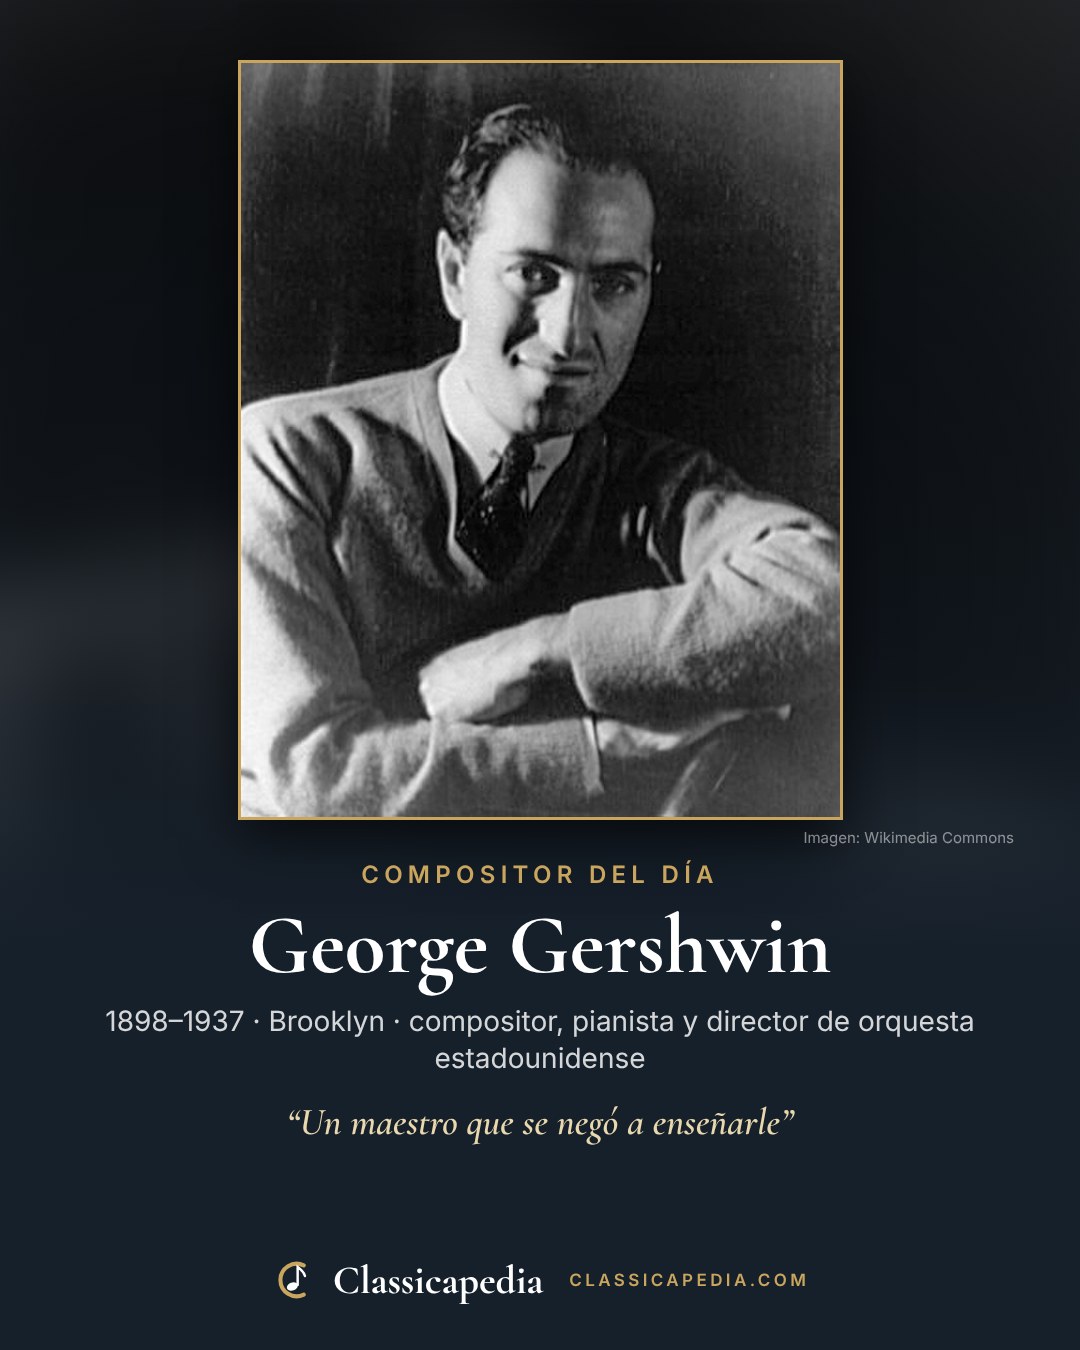 Imagen: Wikimedia Commons
COMPOSITOR DEL DÍA
George Gershwin
1898–1937 · Brooklyn · compositor, pianista y director de orquesta
estadounidense
“Un maestro que se negó a enseñarle”
Classicapedia CLASSICAPEDIA.COM